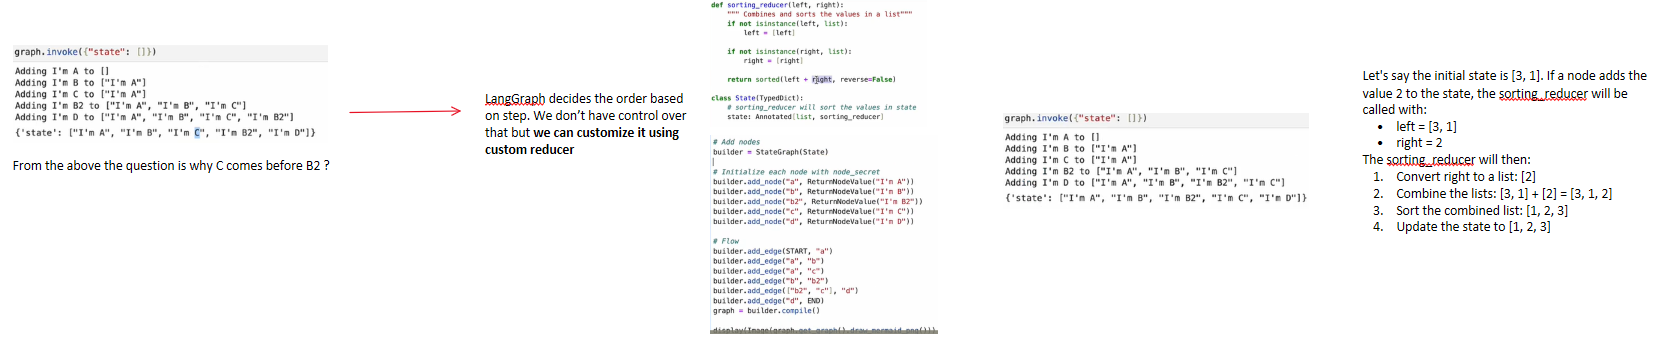 graph.invoke({"state": []})
Adding I'm A to []
Adding I'm B to ["I'm A"]
Adding I'm C to ["I'm A"]
Adding I'm B2 to ["I'm A", "I'm B", "I'm C"]
Adding I'm D to ["I'm A", "I'm B", "I'm C", "I'm B2"]
{'state': ["I'm A", "I'm B", "I'm C", "I'm B2", "I'm D"]}
From the above the question is why C comes before B2 ?
LangGraph decides the order based
on step. We don't have control over
that but we can customize it using
custom reducer
def sorting_reducer(left, right):
""" Combines and sorts the values in a list"""
if not isinstance(left, list):
left = [left]
if not isinstance(right, list):
right = [right]
return sorted(left + right, reverse=False)
class State(TypedDict):
# sorting_reducer will sort the values in state
state: Annotated[list, sorting_reducer]
# Add nodes
builder = StateGraph(State)
# Initialize each node with node_secret
builder.add_node("a", ReturnNodeValue("I'm A"))
builder.add_node("b", ReturnNodeValue("I'm B"))
builder.add_node("b2", ReturnNodeValue("I'm B2"))
builder.add_node("c", ReturnNodeValue("I'm C"))
builder.add_node("d", ReturnNodeValue("I'm D"))
# Flow
builder.add_edge(START, "a")
builder.add_edge("a", "b")
builder.add_edge("a", "c")
builder.add_edge("b", "b2")
builder.add_edge(["b2", "c"], "d")
builder.add_edge("d", END)
graph = builder.compile()
display(Image(graph.get_graph().draw_mermaid_png()))
graph.invoke({"state": []})
Adding I'm A to []
Adding I'm B to ["I'm A"]
Adding I'm C to ["I'm A"]
Adding I'm B2 to ["I'm A", "I'm B", "I'm C"]
Adding I'm D to ["I'm A", "I'm B", "I'm B2", "I'm C"]
{'state': ["I'm A", "I'm B", "I'm B2", "I'm C", "I'm D"]}
Let's say the initial state is [3, 1]. If a node adds the
value 2 to the state, the sorting_reducer will be
called with:
• left = [3, 1]
• right = 2
The sorting_reducer will then:
1. Convert right to a list: [2]
2. Combine the lists: [3, 1] + [2] = [3, 1, 2]
3. Sort the combined list: [1, 2, 3]
4. Update the state to [1, 2, 3]